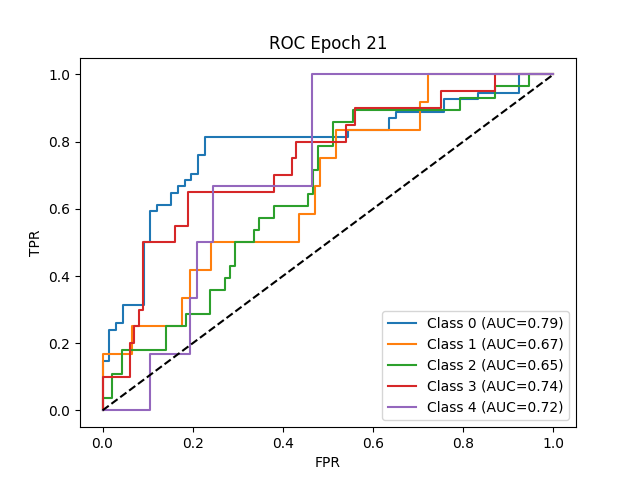 ROC Epoch 21
TPR
1.0
0.8
0.6
0.4
0.2
0.0
Class 0 (AUC=0.79)
Class 1 (AUC=0.67)
Class 2 (AUC=0.65)
Class 3 (AUC=0.74)
Class 4 (AUC=0.72)
0.0 0.2 0.4 0.6 0.8 1.0
FPR